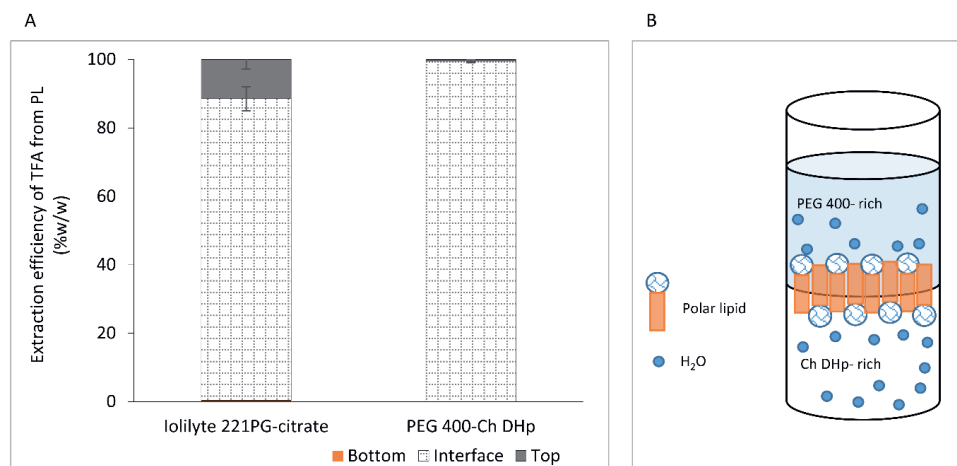 A
B
Extraction efficiency of TFA from PL
(%w/w)
100
80
60
40
20
0
Iolilyte 221PG-citrate
PEG 400-Ch DHp
Bottom
Interface
Top
PEG 400- rich
Polar lipid
H₂O
Ch DHp- rich